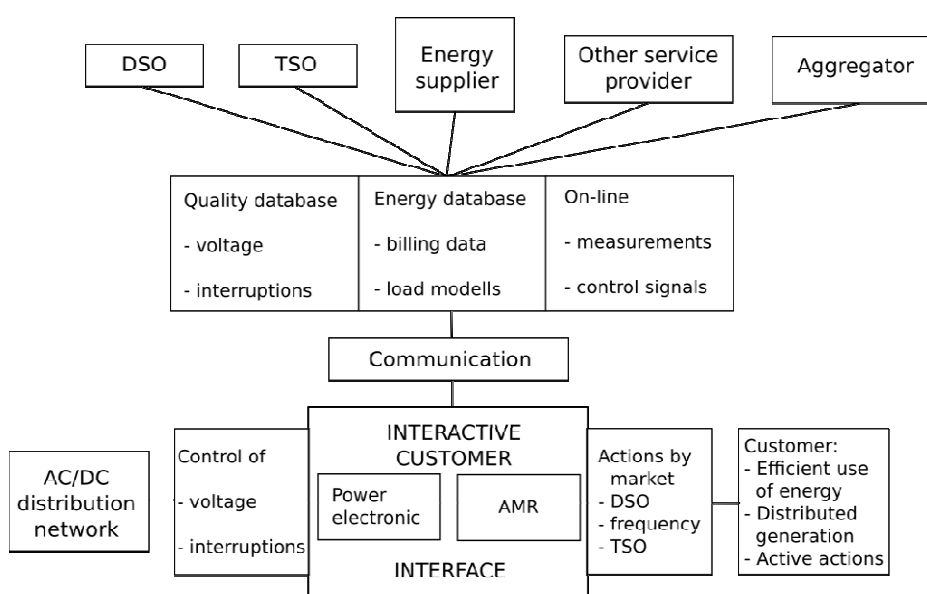 DSO
TSO
Energy
supplier
Other service
provider
Aggregator
Quality database
- voltage
- interruptions
Energy database
- billing data
- load modells
On-line
- measurements
- control signals
Communication
AC/DC
distribution
network
Control of
- voltage
- interruptions
INTERACTIVE
CUSTOMER
Power
electronic
AMR
INTERFACE
Actions by
market
- DSO
- frequency
- TSO
Customer:
- Efficient use
of energy
- Distributed
generation
- Active actions